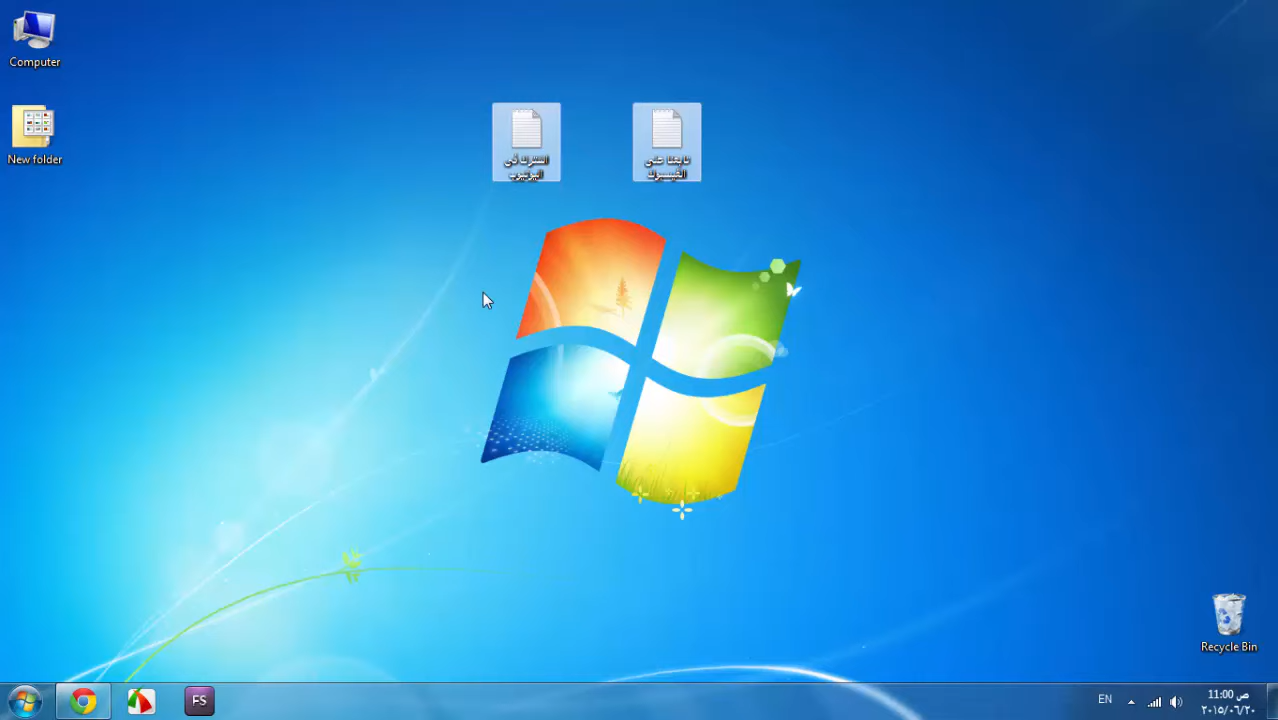 Computer
New folder
اشترك في
اليوتيوب
تابعنا على
الفيسبوك
Recycle Bin
FS
EN
11:00 ص
٢٠١٥/٠٦/٢٠